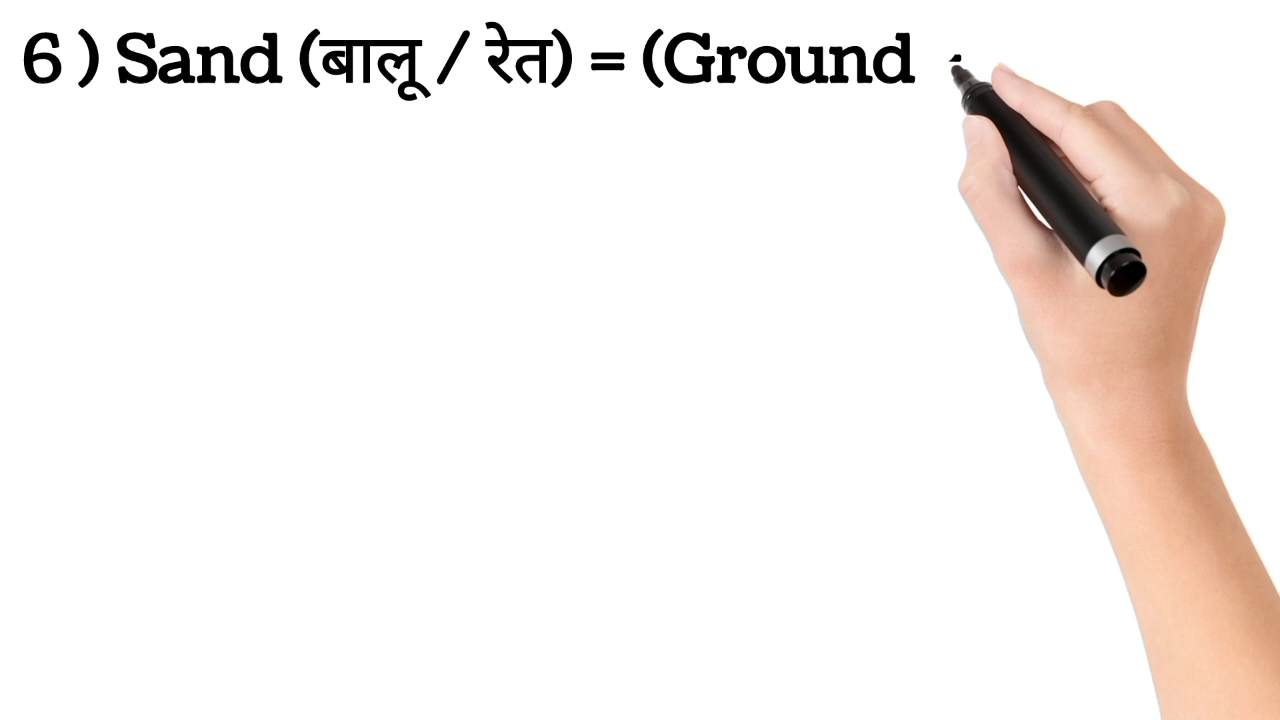 6 ) Sand (बालू / रेत) = (Ground